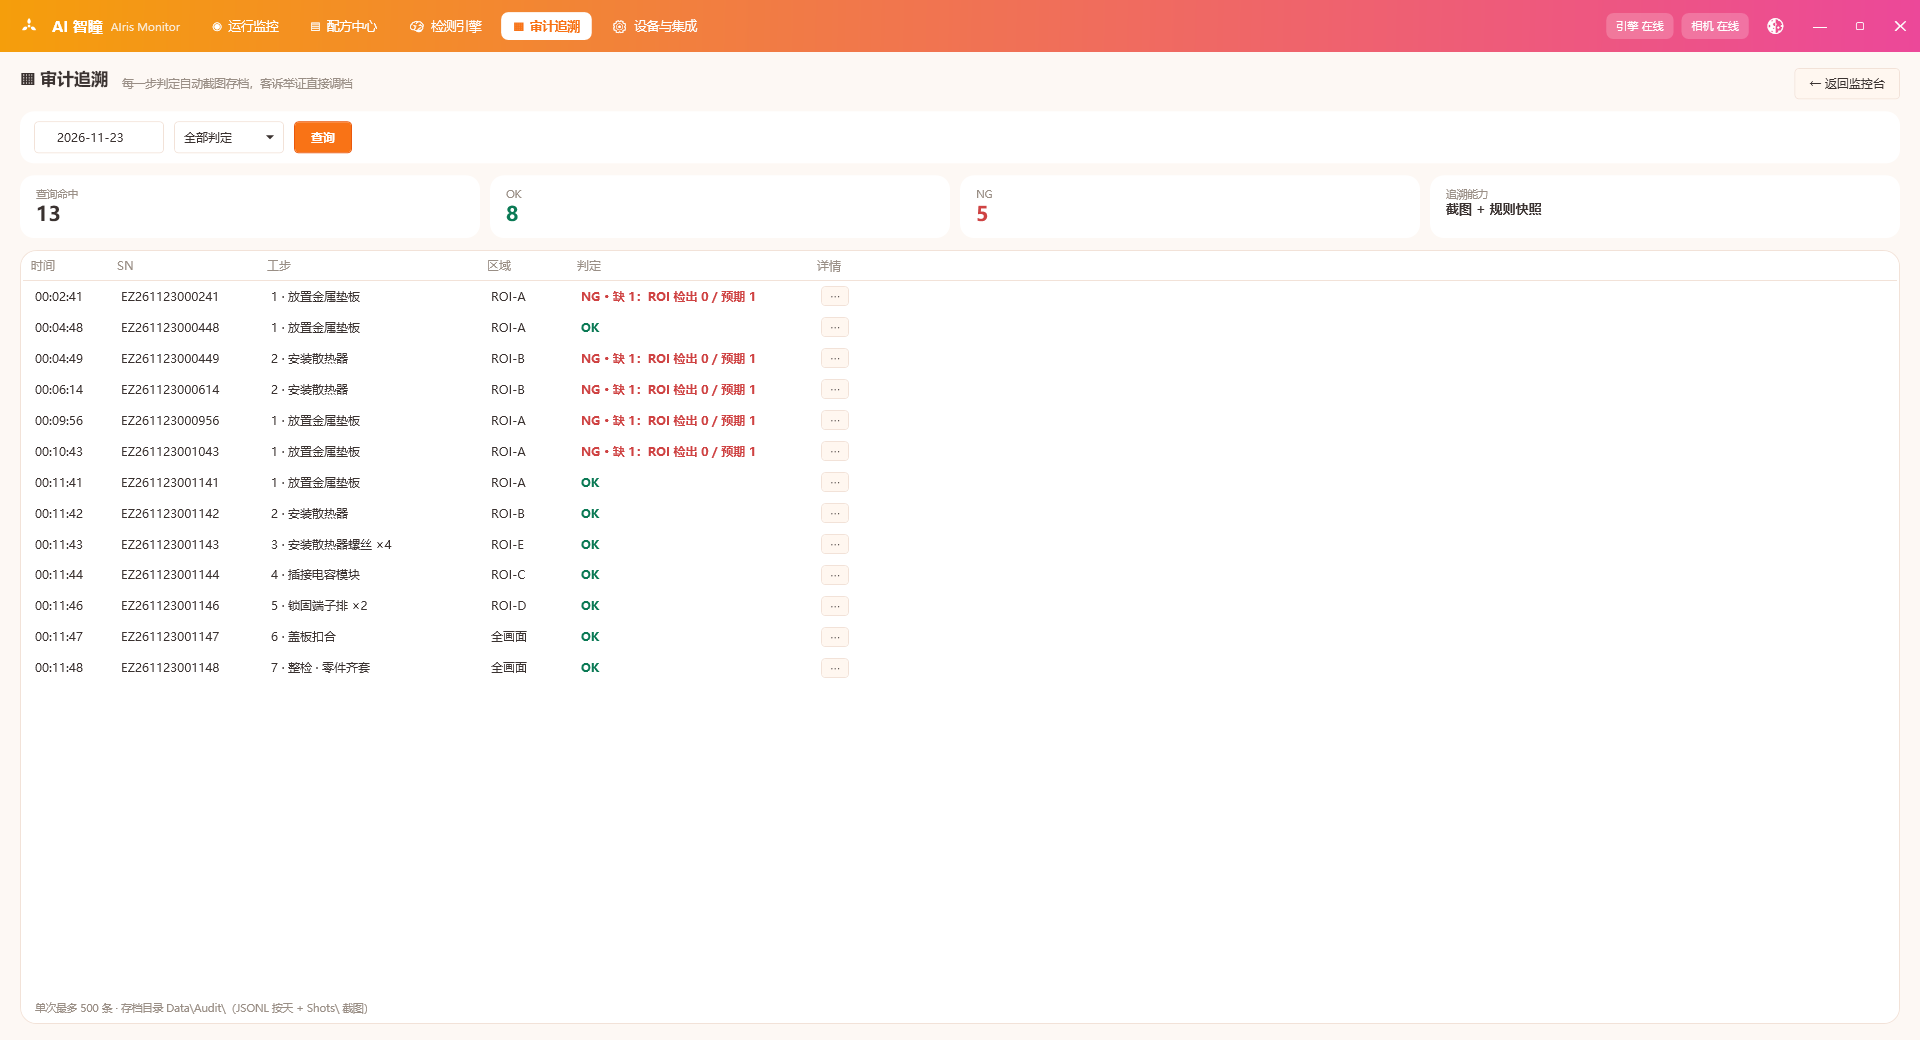 AI 智瞳 AIris Monitor 运行监控 配方中心 检测引擎 审计追溯 设备与集成 引擎 在线 相机 在线
审计追溯 每一步判定自动截图存档，客诉举证直接调档 ← 返回监控台
2026-11-23 全部判定 查询
查询命中 OK NG 追溯能力
13 8 5 截图 + 规则快照
时间 SN 工步 区域 判定 详情
00:02:41 EZ261123000241 1 · 放置金属垫板 ROI-A NG · 缺 1： ROI 检出 0 / 预期 1 ...
00:04:48 EZ261123000448 1 · 放置金属垫板 ROI-A OK ...
00:04:49 EZ261123000449 2 · 安装散热器 ROI-B NG · 缺 1： ROI 检出 0 / 预期 1 ...
00:06:14 EZ261123000614 2 · 安装散热器 ROI-B NG · 缺 1： ROI 检出 0 / 预期 1 ...
00:09:56 EZ261123000956 1 · 放置金属垫板 ROI-A NG · 缺 1： ROI 检出 0 / 预期 1 ...
00:10:43 EZ261123001043 1 · 放置金属垫板 ROI-A NG · 缺 1： ROI 检出 0 / 预期 1 ...
00:11:41 EZ261123001141 1 · 放置金属垫板 ROI-A OK ...
00:11:42 EZ261123001142 2 · 安装散热器 ROI-B OK ...
00:11:43 EZ261123001143 3 · 安装散热器螺丝 ×4 ROI-E OK ...
00:11:44 EZ261123001144 4 · 插接电容模块 ROI-C OK ...
00:11:46 EZ261123001146 5 · 锁固端子排 ×2 ROI-D OK ...
00:11:47 EZ261123001147 6 · 盖板扣合 全画面 OK ...
00:11:48 EZ261123001148 7 · 整检 · 零件齐套 全画面 OK ...
单次最多 500 条 · 存档目录 Data\Audit\（JSONL 按天 + Shots\ 截图）